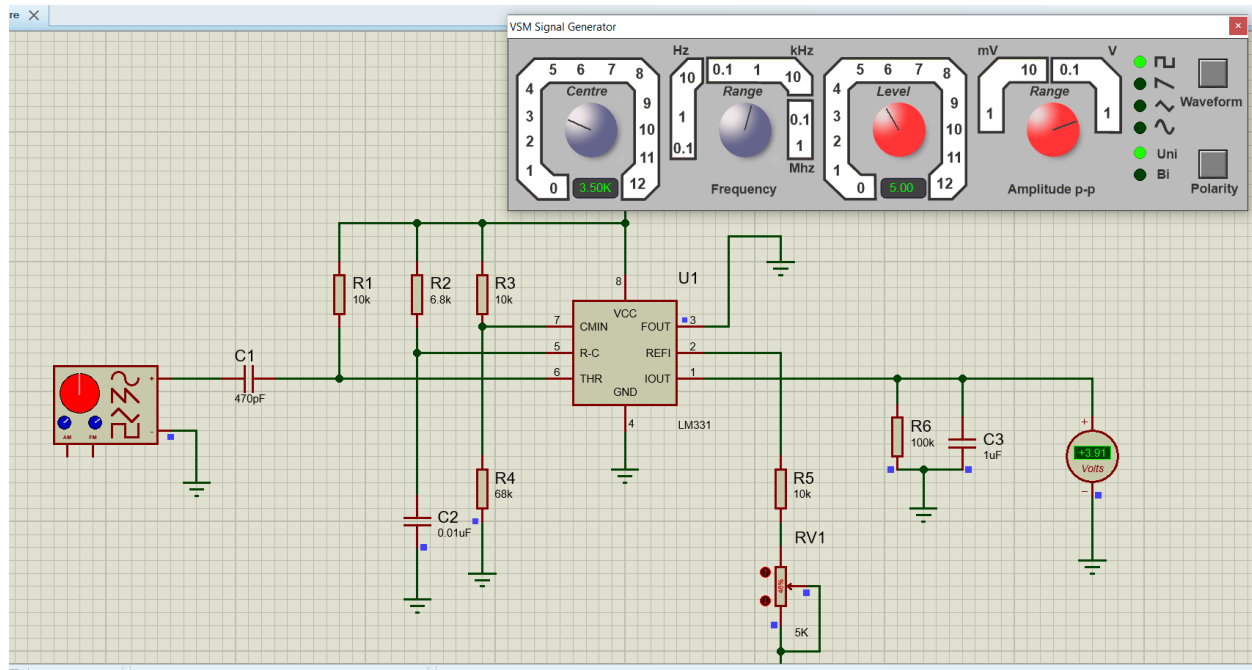 re
VSM Signal Generator
Hz kHz mV V
0 1 2 3 4 5 6 7 8 9 10 11 12
Centre
3.50K
0.1 1 10 0.1 1 10 0.1 1
Range
Mhz
Frequency
0 1 2 3 4 5 6 7 8 9 10 11 12
Level
5.00
1 10 0.1 1
Range
Amplitude p-p
Waveform
Uni
Bi
Polarity
R1
10k
R2
6.8k
R3
10k
U1
8
VCC
7 CMIN FOUT 3
5 R-C REFI 2
6 THR IOUT 1
GND
4
LM331
C1
470pF
+
-
AM FM
R4
68k
C2
0.01uF
R5
10k
RV1
46%
5K
R6
100k
C3
1uF
+
+3.91
Volts
-